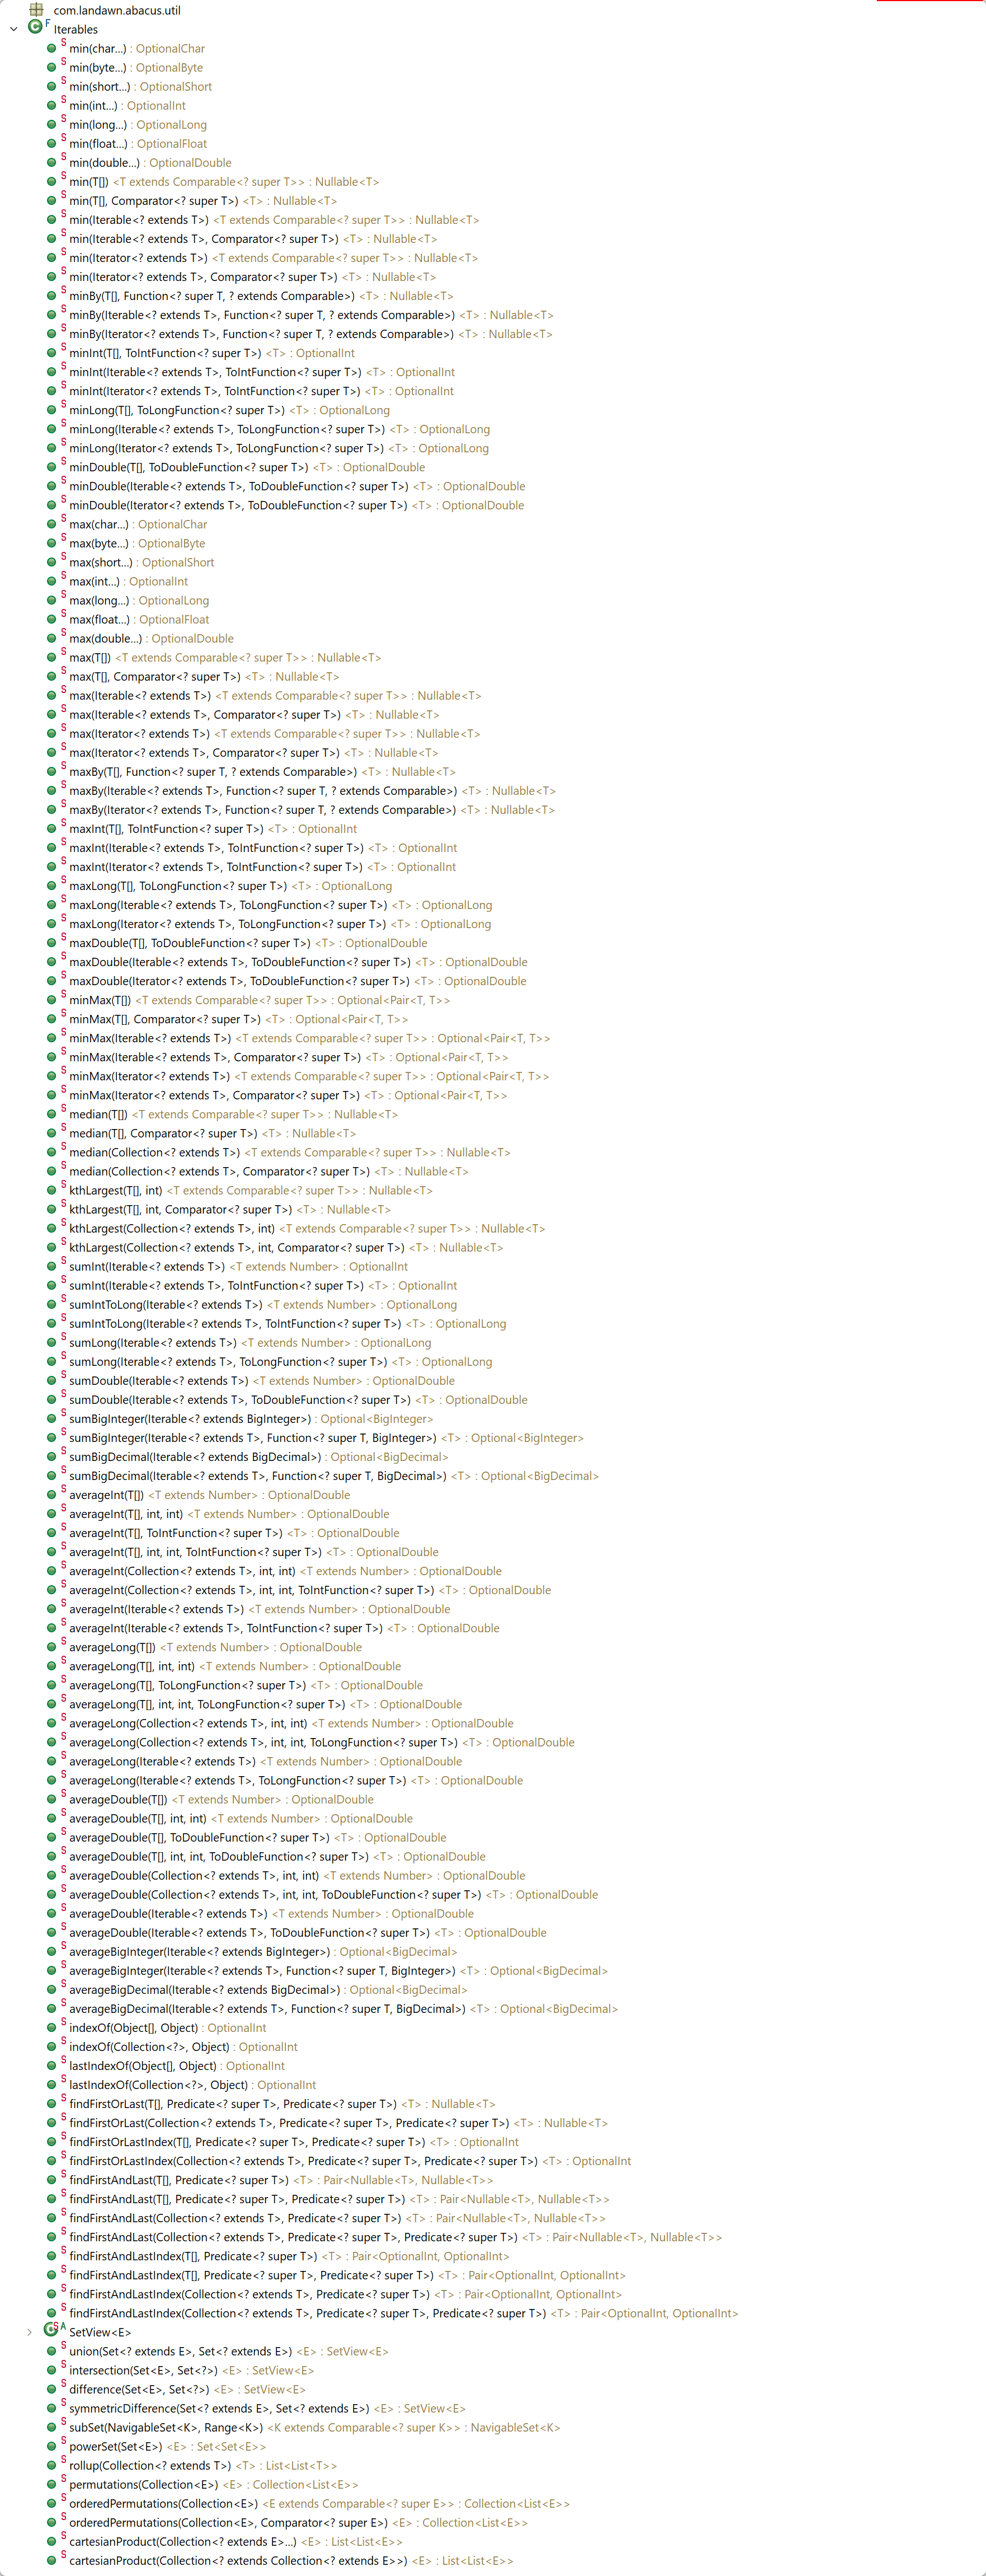 com.landawn.abacus.util
Iterables
min(char...) : OptionalChar
min(byte...) : OptionalByte
min(short...) : OptionalShort
min(int...) : OptionalInt
min(long...) : OptionalLong
min(float...) : OptionalFloat
min(double...) : OptionalDouble
min(T[]) <T extends Comparable<? super T>> : Nullable<T>
min(T[], Comparator<? super T>) <T> : Nullable<T>
min(Iterable<? extends T>) <T extends Comparable<? super T>> : Nullable<T>
min(Iterable<? extends T>, Comparator<? super T>) <T> : Nullable<T>
min(Iterator<? extends T>) <T extends Comparable<? super T>> : Nullable<T>
min(Iterator<? extends T>, Comparator<? super T>) <T> : Nullable<T>
minBy(T[], Function<? super T, ? extends Comparable>) <T> : Nullable<T>
minBy(Iterable<? extends T>, Function<? super T, ? extends Comparable>) <T> : Nullable<T>
minBy(Iterator<? extends T>, Function<? super T, ? extends Comparable>) <T> : Nullable<T>
minInt(T[], ToIntFunction<? super T>) <T> : OptionalInt
minInt(Iterable<? extends T>, ToIntFunction<? super T>) <T> : OptionalInt
minInt(Iterator<? extends T>, ToIntFunction<? super T>) <T> : OptionalInt
minLong(T[], ToLongFunction<? super T>) <T> : OptionalLong
minLong(Iterable<? extends T>, ToLongFunction<? super T>) <T> : OptionalLong
minLong(Iterator<? extends T>, ToLongFunction<? super T>) <T> : OptionalLong
minDouble(T[], ToDoubleFunction<? super T>) <T> : OptionalDouble
minDouble(Iterable<? extends T>, ToDoubleFunction<? super T>) <T> : OptionalDouble
minDouble(Iterator<? extends T>, ToDoubleFunction<? super T>) <T> : OptionalDouble
max(char...) : OptionalChar
max(byte...) : OptionalByte
max(short...) : OptionalShort
max(int...) : OptionalInt
max(long...) : OptionalLong
max(float...) : OptionalFloat
max(double...) : OptionalDouble
max(T[]) <T extends Comparable<? super T>> : Nullable<T>
max(T[], Comparator<? super T>) <T> : Nullable<T>
max(Iterable<? extends T>) <T extends Comparable<? super T>> : Nullable<T>
max(Iterable<? extends T>, Comparator<? super T>) <T> : Nullable<T>
max(Iterator<? extends T>) <T extends Comparable<? super T>> : Nullable<T>
max(Iterator<? extends T>, Comparator<? super T>) <T> : Nullable<T>
maxBy(T[], Function<? super T, ? extends Comparable>) <T> : Nullable<T>
maxBy(Iterable<? extends T>, Function<? super T, ? extends Comparable>) <T> : Nullable<T>
maxBy(Iterator<? extends T>, Function<? super T, ? extends Comparable>) <T> : Nullable<T>
maxInt(T[], ToIntFunction<? super T>) <T> : OptionalInt
maxInt(Iterable<? extends T>, ToIntFunction<? super T>) <T> : OptionalInt
maxInt(Iterator<? extends T>, ToIntFunction<? super T>) <T> : OptionalInt
maxLong(T[], ToLongFunction<? super T>) <T> : OptionalLong
maxLong(Iterable<? extends T>, ToLongFunction<? super T>) <T> : OptionalLong
maxLong(Iterator<? extends T>, ToLongFunction<? super T>) <T> : OptionalLong
maxDouble(T[], ToDoubleFunction<? super T>) <T> : OptionalDouble
maxDouble(Iterable<? extends T>, ToDoubleFunction<? super T>) <T> : OptionalDouble
maxDouble(Iterator<? extends T>, ToDoubleFunction<? super T>) <T> : OptionalDouble
minMax(T[]) <T extends Comparable<? super T>> : Optional<Pair<T, T>>
minMax(T[], Comparator<? super T>) <T> : Optional<Pair<T, T>>
minMax(Iterable<? extends T>) <T extends Comparable<? super T>> : Optional<Pair<T, T>>
minMax(Iterable<? extends T>, Comparator<? super T>) <T> : Optional<Pair<T, T>>
minMax(Iterator<? extends T>) <T extends Comparable<? super T>> : Optional<Pair<T, T>>
minMax(Iterator<? extends T>, Comparator<? super T>) <T> : Optional<Pair<T, T>>
median(T[]) <T extends Comparable<? super T>> : Nullable<T>
median(T[], Comparator<? super T>) <T> : Nullable<T>
median(Collection<? extends T>) <T extends Comparable<? super T>> : Nullable<T>
median(Collection<? extends T>, Comparator<? super T>) <T> : Nullable<T>
kthLargest(T[], int) <T extends Comparable<? super T>> : Nullable<T>
kthLargest(T[], int, Comparator<? super T>) <T> : Nullable<T>
kthLargest(Collection<? extends T>, int) <T extends Comparable<? super T>> : Nullable<T>
kthLargest(Collection<? extends T>, int, Comparator<? super T>) <T> : Nullable<T>
sumInt(Iterable<? extends T>) <T extends Number> : OptionalInt
sumInt(Iterable<? extends T>, ToIntFunction<? super T>) <T> : OptionalInt
sumIntToLong(Iterable<? extends T>) <T extends Number> : OptionalLong
sumIntToLong(Iterable<? extends T>, ToIntFunction<? super T>) <T> : OptionalLong
sumLong(Iterable<? extends T>) <T extends Number> : OptionalLong
sumLong(Iterable<? extends T>, ToLongFunction<? super T>) <T> : OptionalLong
sumDouble(Iterable<? extends T>) <T extends Number> : OptionalDouble
sumDouble(Iterable<? extends T>, ToDoubleFunction<? super T>) <T> : OptionalDouble
sumBigInteger(Iterable<? extends BigInteger>) : Optional<BigInteger>
sumBigInteger(Iterable<? extends T>, Function<? super T, BigInteger>) <T> : Optional<BigInteger>
sumBigDecimal(Iterable<? extends BigDecimal>) : Optional<BigDecimal>
sumBigDecimal(Iterable<? extends T>, Function<? super T, BigDecimal>) <T> : Optional<BigDecimal>
averageInt(T[]) <T extends Number> : OptionalDouble
averageInt(T[], int, int) <T extends Number> : OptionalDouble
averageInt(T[], ToIntFunction<? super T>) <T> : OptionalDouble
averageInt(T[], int, int, ToIntFunction<? super T>) <T> : OptionalDouble
averageInt(Collection<? extends T>, int, int) <T extends Number> : OptionalDouble
averageInt(Collection<? extends T>, int, int, ToIntFunction<? super T>) <T> : OptionalDouble
averageInt(Iterable<? extends T>) <T extends Number> : OptionalDouble
averageInt(Iterable<? extends T>, ToIntFunction<? super T>) <T> : OptionalDouble
averageLong(T[]) <T extends Number> : OptionalDouble
averageLong(T[], int, int) <T extends Number> : OptionalDouble
averageLong(T[], ToLongFunction<? super T>) <T> : OptionalDouble
averageLong(T[], int, int, ToLongFunction<? super T>) <T> : OptionalDouble
averageLong(Collection<? extends T>, int, int) <T extends Number> : OptionalDouble
averageLong(Collection<? extends T>, int, int, ToLongFunction<? super T>) <T> : OptionalDouble
averageLong(Iterable<? extends T>) <T extends Number> : OptionalDouble
averageLong(Iterable<? extends T>, ToLongFunction<? super T>) <T> : OptionalDouble
averageDouble(T[]) <T extends Number> : OptionalDouble
averageDouble(T[], int, int) <T extends Number> : OptionalDouble
averageDouble(T[], ToDoubleFunction<? super T>) <T> : OptionalDouble
averageDouble(T[], int, int, ToDoubleFunction<? super T>) <T> : OptionalDouble
averageDouble(Collection<? extends T>, int, int) <T extends Number> : OptionalDouble
averageDouble(Collection<? extends T>, int, int, ToDoubleFunction<? super T>) <T> : OptionalDouble
averageDouble(Iterable<? extends T>) <T extends Number> : OptionalDouble
averageDouble(Iterable<? extends T>, ToDoubleFunction<? super T>) <T> : OptionalDouble
averageBigInteger(Iterable<? extends BigInteger>) : Optional<BigDecimal>
averageBigInteger(Iterable<? extends T>, Function<? super T, BigInteger>) <T> : Optional<BigDecimal>
averageBigDecimal(Iterable<? extends BigDecimal>) : Optional<BigDecimal>
averageBigDecimal(Iterable<? extends T>, Function<? super T, BigDecimal>) <T> : Optional<BigDecimal>
indexOf(Object[], Object) : OptionalInt
indexOf(Collection<?>, Object) : OptionalInt
lastIndexOf(Object[], Object) : OptionalInt
lastIndexOf(Collection<?>, Object) : OptionalInt
findFirstOrLast(T[], Predicate<? super T>, Predicate<? super T>) <T> : Nullable<T>
findFirstOrLast(Collection<? extends T>, Predicate<? super T>, Predicate<? super T>) <T> : Nullable<T>
findFirstOrLastIndex(T[], Predicate<? super T>, Predicate<? super T>) <T> : OptionalInt
findFirstOrLastIndex(Collection<? extends T>, Predicate<? super T>, Predicate<? super T>) <T> : OptionalInt
findFirstAndLast(T[], Predicate<? super T>) <T> : Pair<Nullable<T>, Nullable<T>>
findFirstAndLast(T[], Predicate<? super T>, Predicate<? super T>) <T> : Pair<Nullable<T>, Nullable<T>>
findFirstAndLast(Collection<? extends T>, Predicate<? super T>) <T> : Pair<Nullable<T>, Nullable<T>>
findFirstAndLast(Collection<? extends T>, Predicate<? super T>, Predicate<? super T>) <T> : Pair<Nullable<T>, Nullable<T>>
findFirstAndLastIndex(T[], Predicate<? super T>) <T> : Pair<OptionalInt, OptionalInt>
findFirstAndLastIndex(T[], Predicate<? super T>, Predicate<? super T>) <T> : Pair<OptionalInt, OptionalInt>
findFirstAndLastIndex(Collection<? extends T>, Predicate<? super T>) <T> : Pair<OptionalInt, OptionalInt>
findFirstAndLastIndex(Collection<? extends T>, Predicate<? super T>, Predicate<? super T>) <T> : Pair<OptionalInt, OptionalInt>
SetView<E>
union(Set<? extends E>, Set<? extends E>) <E> : SetView<E>
intersection(Set<E>, Set<?>) <E> : SetView<E>
difference(Set<E>, Set<?>) <E> : SetView<E>
symmetricDifference(Set<? extends E>, Set<? extends E>) <E> : SetView<E>
subSet(NavigableSet<K>, Range<K>) <K extends Comparable<? super K>> : NavigableSet<K>
powerSet(Set<E>) <E> : Set<Set<E>>
rollup(Collection<? extends T>) <T> : List<List<T>>
permutations(Collection<E>) <E> : Collection<List<E>>
orderedPermutations(Collection<E>) <E extends Comparable<? super E>> : Collection<List<E>>
orderedPermutations(Collection<E>, Comparator<? super E>) <E> : Collection<List<E>>
cartesianProduct(Collection<? extends E>...) <E> : List<List<E>>
cartesianProduct(Collection<? extends Collection<? extends E>>) <E> : List<List<E>>